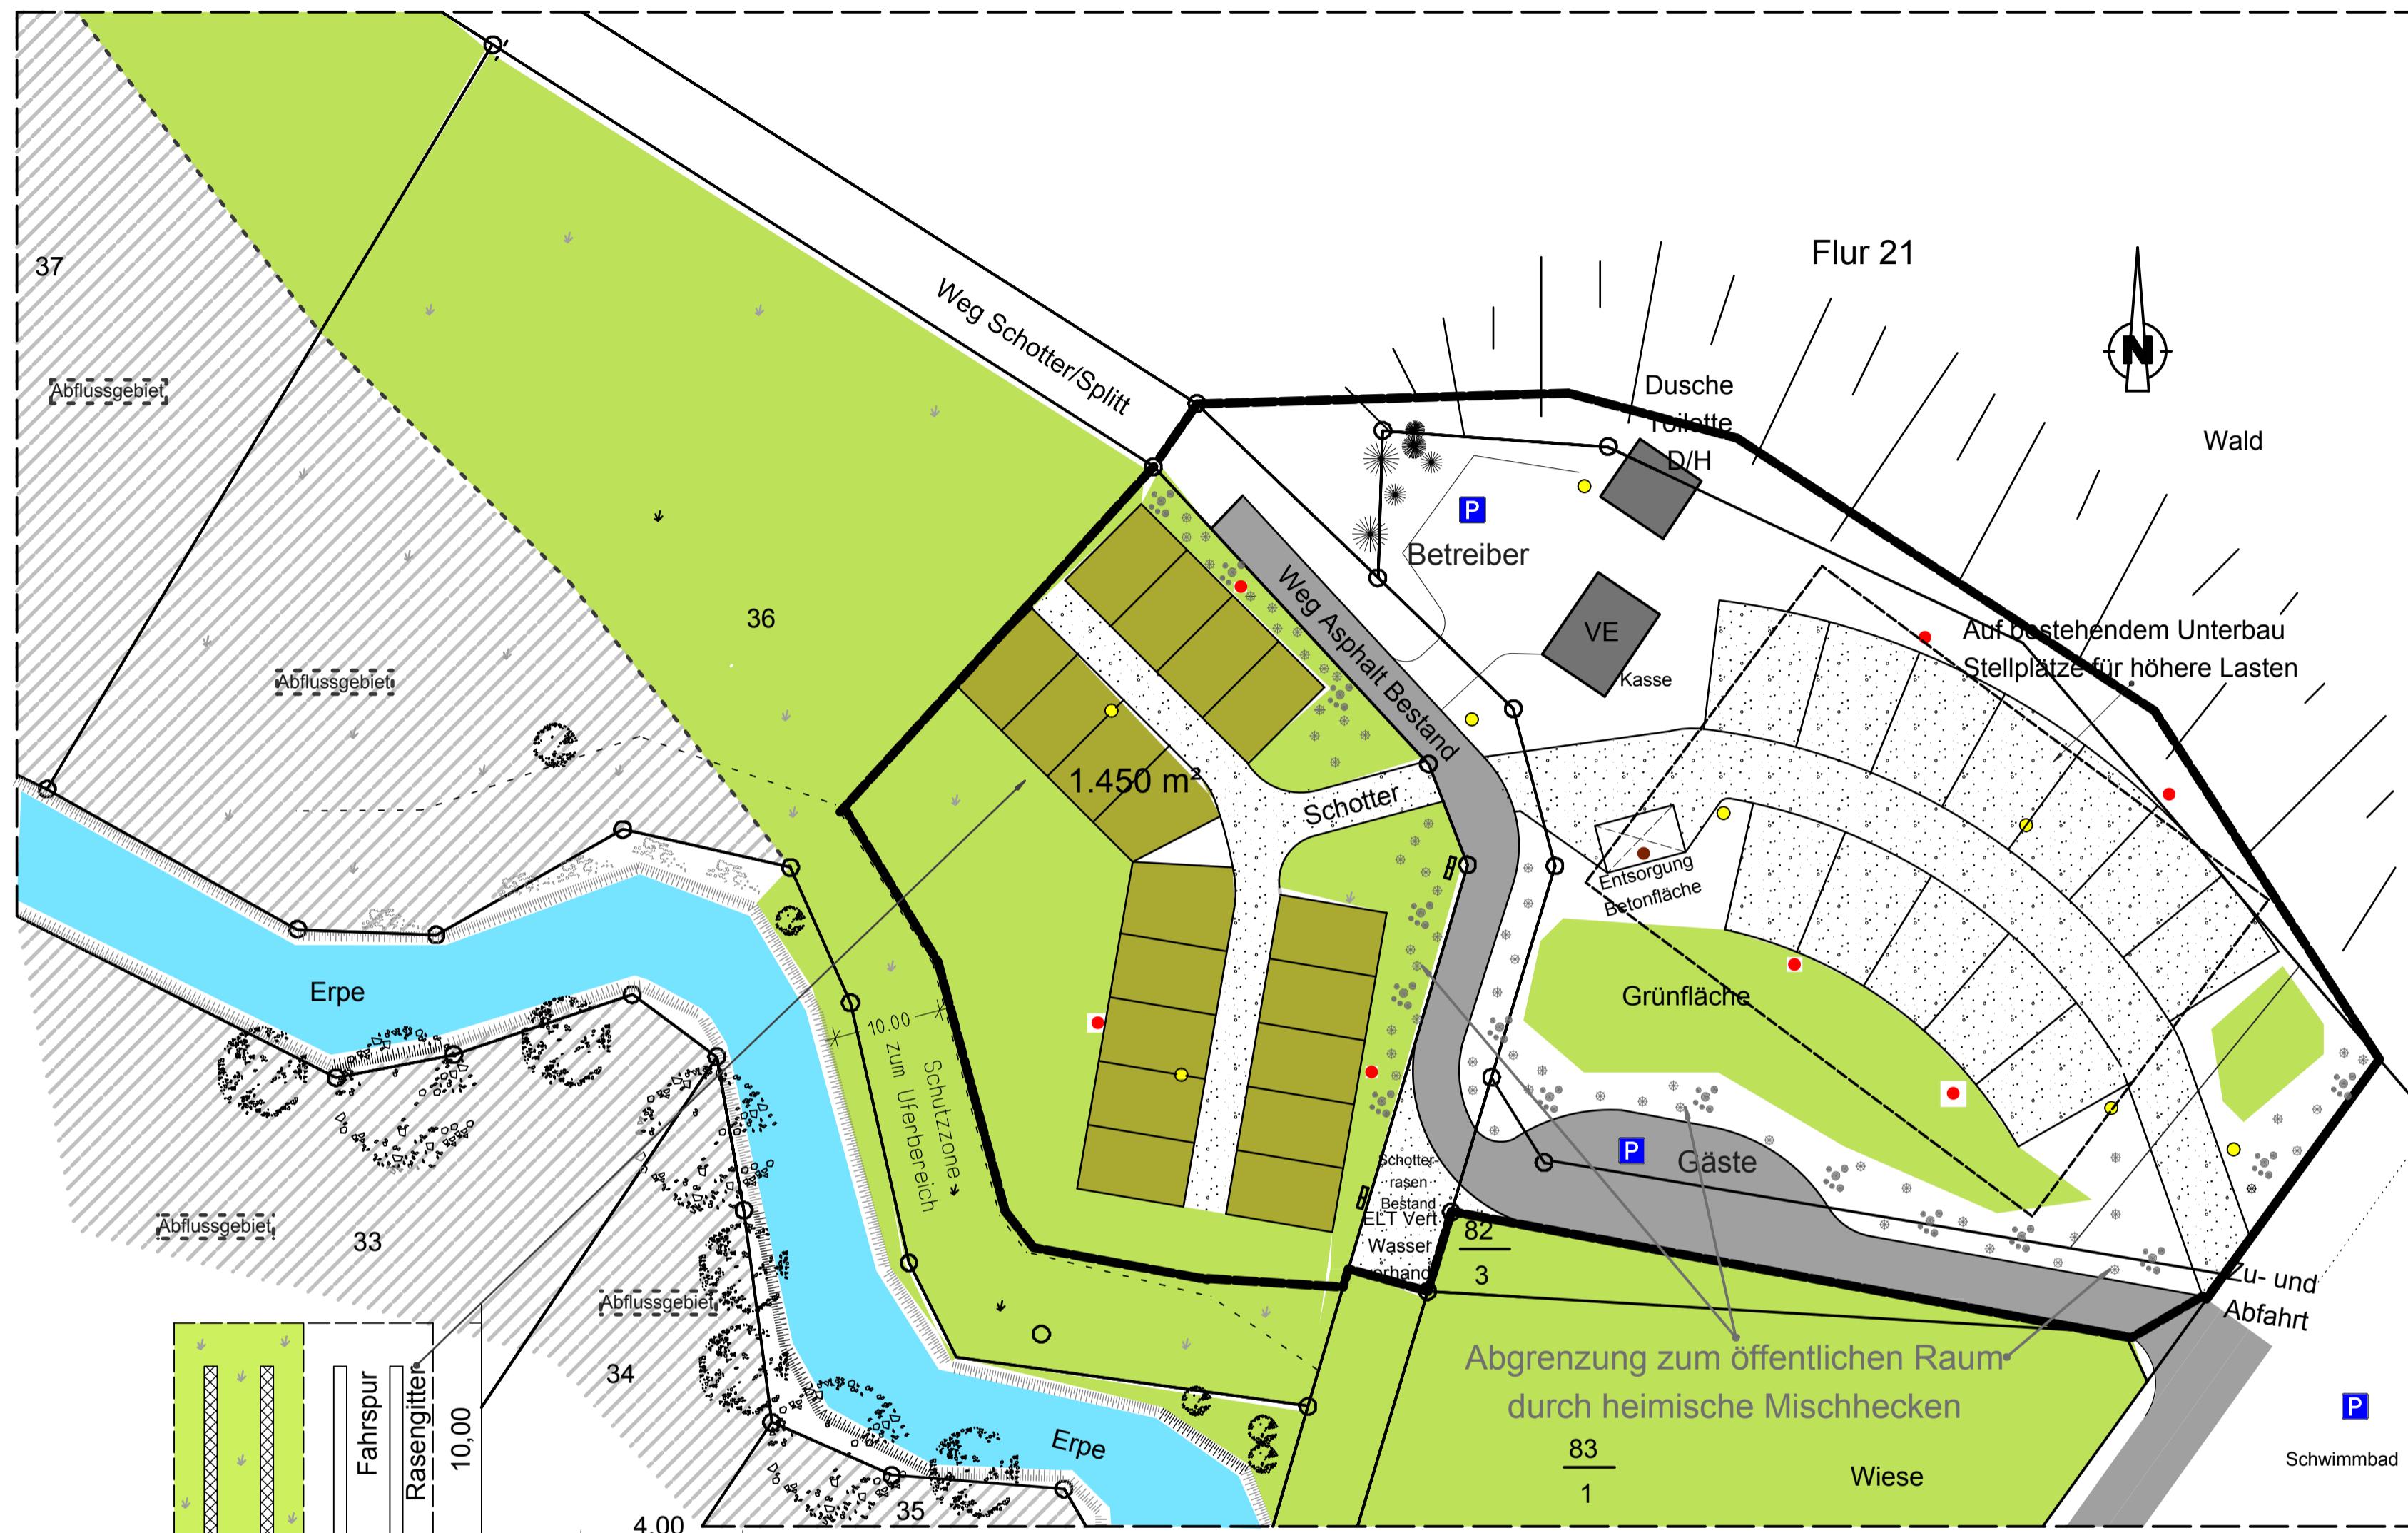 Flur 21
37
Weg Schotter/Splitt
N
Dusche
Toilette
D/H
Wald
Abflussgebiet
P
Betreiber
36
Weg Asphalt Bestand
VE
Kasse
Auf bestehendem Unterbau
Stellplätze für höhere Lasten
Abflussgebiet
1.450 m²
Schotter
Entsorgung
Betonfläche
Erpe
Grünfläche
10.00
Schutzzone
zum Uferbereich
P
Gäste
Schotter-
rasen
Bestand
ELT Vert
Wasser
vorhand
82
3
Abflussgebiet
33
Zu- und
Abfahrt
Abflussgebiet
34
Abgrenzung zum öffentlichen Raum
durch heimische Mischhecken
Fahrspur
Rasengitter
10,00
Erpe
83
1
Wiese
P
Schwimmbad
35
4,00